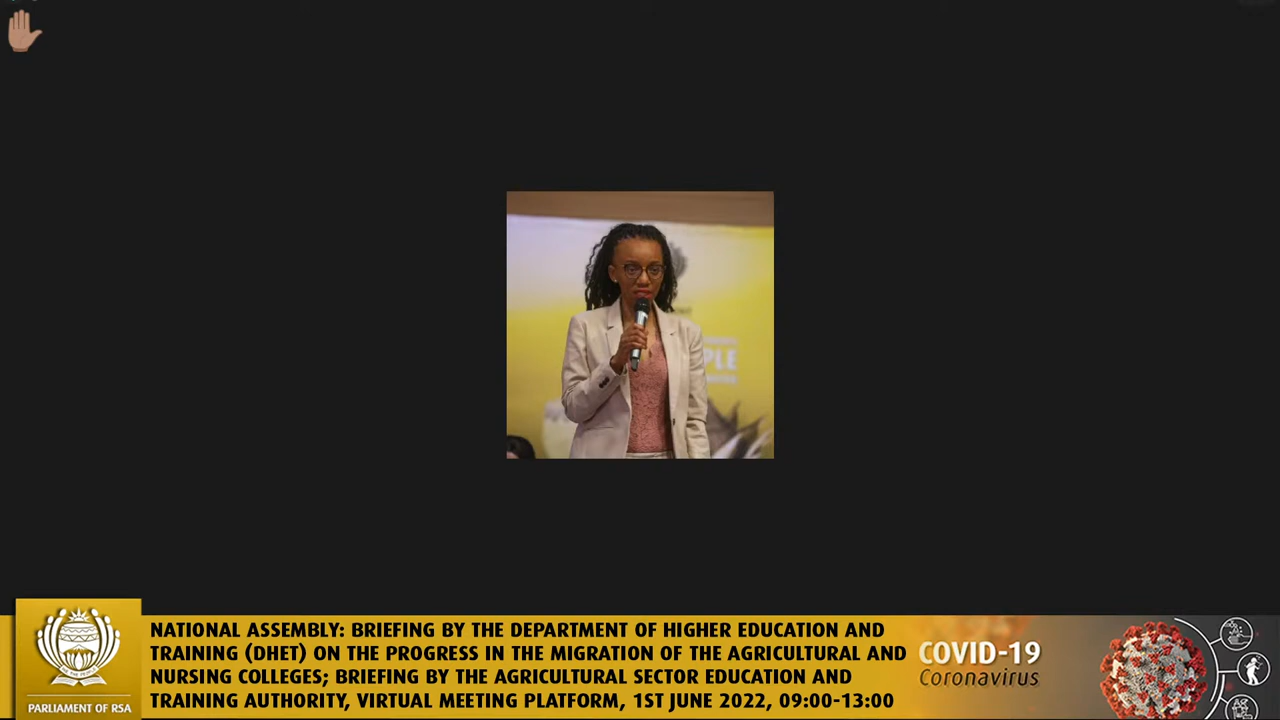 PLE
PARLIAMENT OF RSA
NATIONAL ASSEMBLY: BRIEFING BY THE DEPARTMENT OF HIGHER EDUCATION AND
TRAINING (DHET) ON THE PROGRESS IN THE MIGRATION OF THE AGRICULTURAL AND
NURSING COLLEGES; BRIEFING BY THE AGRICULTURAL SECTOR EDUCATION AND
TRAINING AUTHORITY, VIRTUAL MEETING PLATFORM, 1ST JUNE 2022, 09:00-13:00
COVID-19
Coronavirus